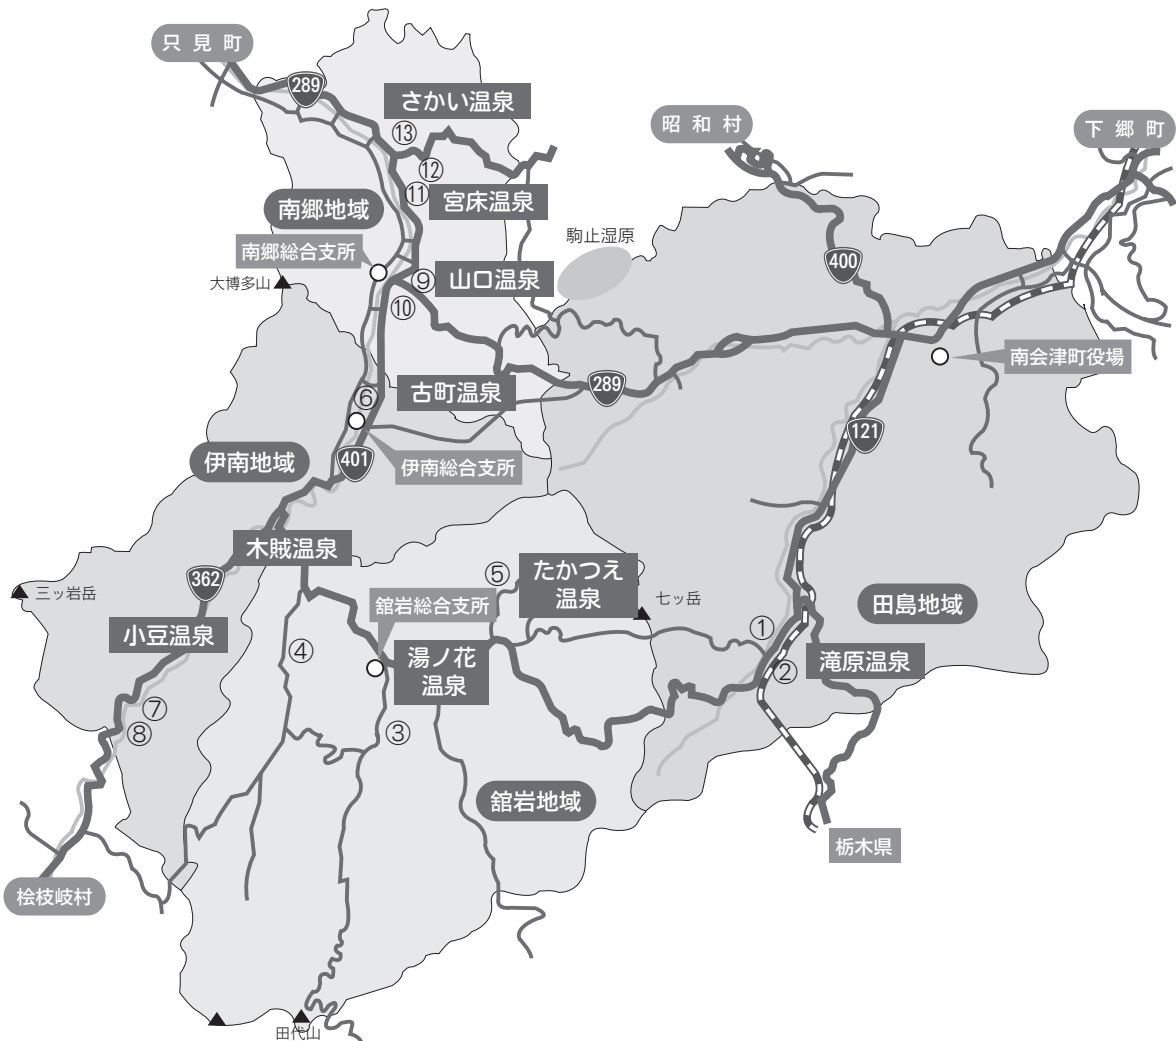 只見町
289
さかい温泉
昭和村
下郷町
⑬
⑫
⑪
宮床温泉
南郷地域
南郷総合支所
駒止湿原
大博多山
⑨
山口温泉
400
⑩
南会津町役場
古町温泉
289
⑥
121
401
伊南総合支所
伊南地域
木賊温泉
⑤
たかつえ
温泉
362
三ッ岩岳
舘岩総合支所
七ッ岳
田島地域
小豆温泉
①
④
湯ノ花
温泉
滝原温泉
②
⑦
⑧
③
舘岩地域
栃木県
桧枝岐村
田代山